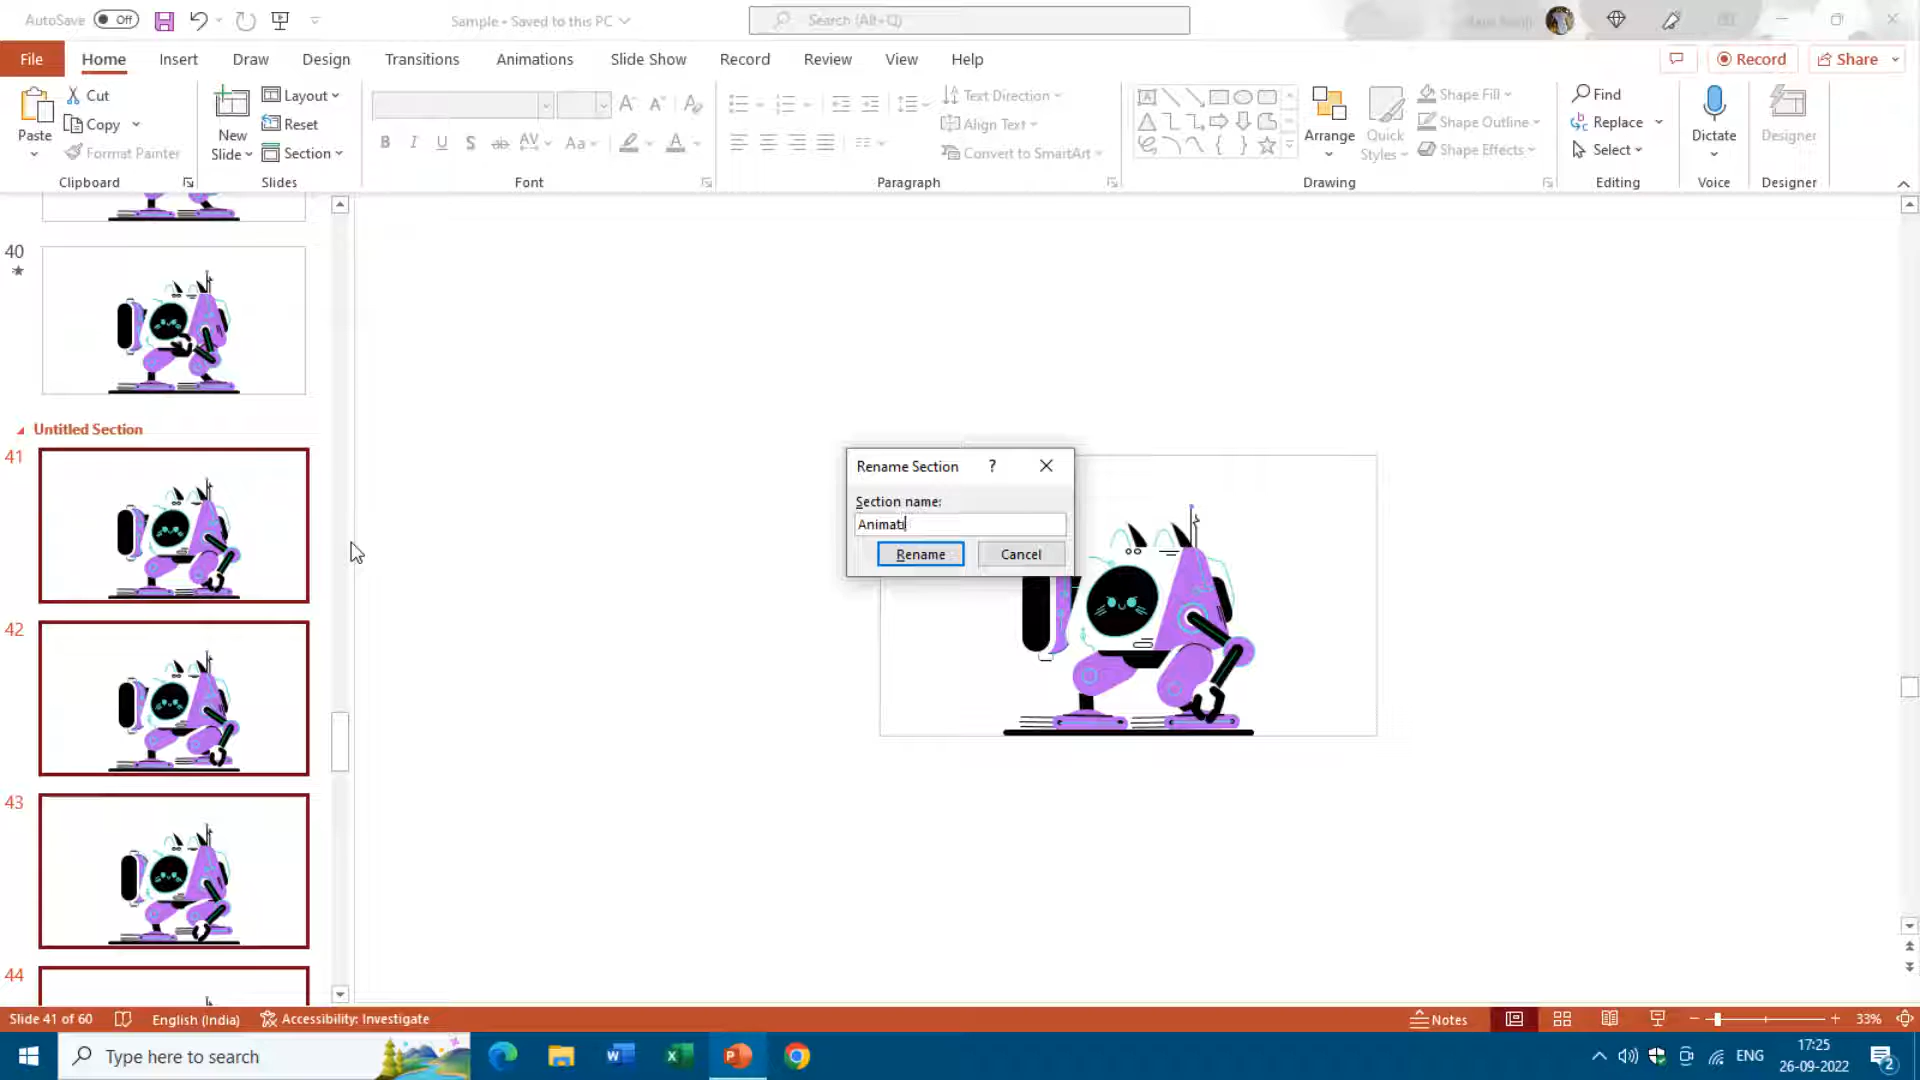 AutoSave Off
Sample • Saved to this PC
Search (Alt+Q)
File Home Insert Draw Design Transitions Animations Slide Show Record Review View Help
Record
Share
Paste
Cut
Copy
Format Painter
Clipboard
New Slide
Layout
Reset
Section
Slides
Font
Text Direction
Align Text
Convert to SmartArt
Paragraph
Arrange
Quick Styles
Shape Fill
Shape Outline
Shape Effects
Drawing
Find
Replace
Select
Editing
Dictate
Voice
Designer
Designer
40
Untitled Section
41
42
43
44
Rename Section ?
Section name:
Animati
Rename Cancel
Slide 41 of 60 English (India) Accessibility: Investigate Notes 33%
Type here to search
ENG
17:25
26-09-2022
2